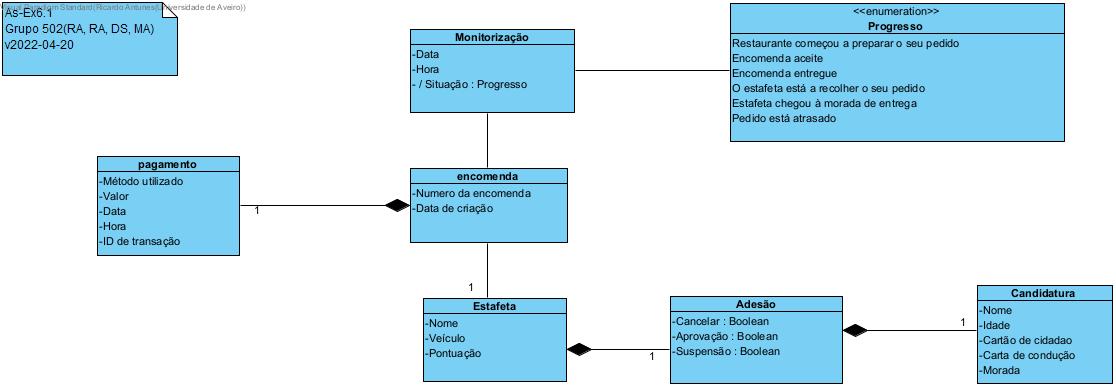 Visual Paradigm Standard(Ricardo Antunes(Universidade de Aveiro))
As-Ex6.1
Grupo 502(RA, RA, DS, MA)
v2022-04-20
Monitorização
-Data
-Hora
- / Situação : Progresso
<<enumeration>>
Progresso
Restaurante começou a preparar o seu pedido
Encomenda aceite
Encomenda entregue
O estafeta está a recolher o seu pedido
Estafeta chegou à morada de entrega
Pedido está atrasado
pagamento
-Método utilizado
-Valor
-Data
-Hora
-ID de transação
1
encomenda
-Numero da encomenda
-Data de criação
1
Estafeta
-Nome
-Veículo
-Pontuação
1
Adesão
-Cancelar : Boolean
-Aprovação : Boolean
-Suspensão : Boolean
1
Candidatura
-Nome
-Idade
-Cartão de cidadao
-Carta de condução
-Morada